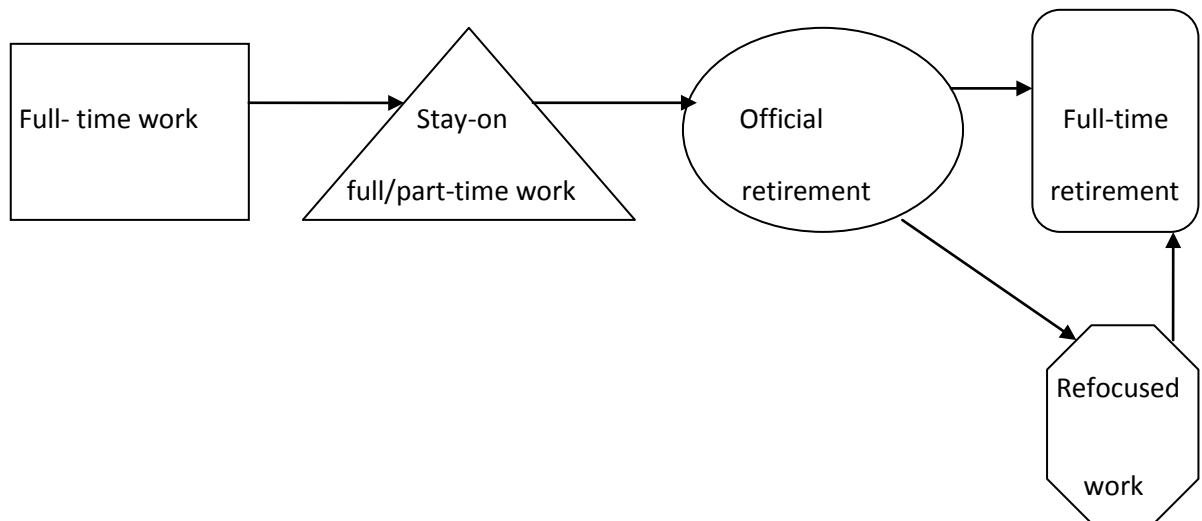 Full- time work
Stay-on
full/part-time work
Official
retirement
Full-time
retirement
Refocused
work